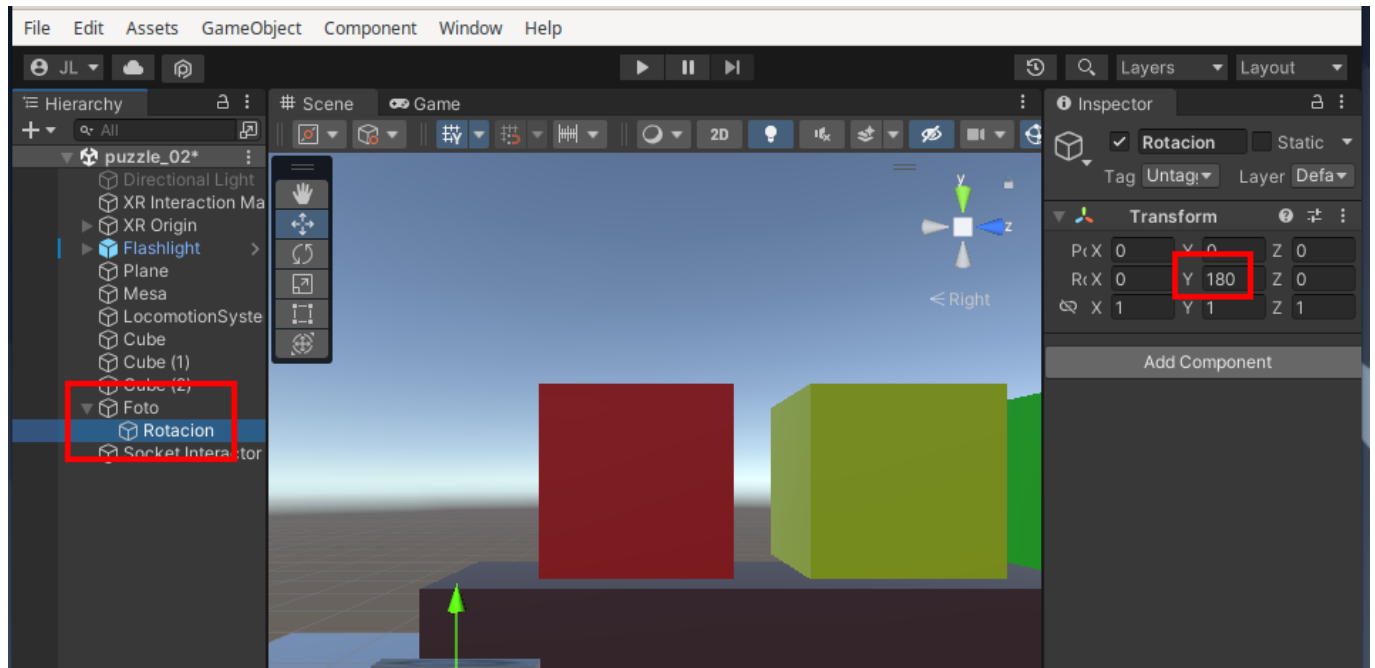 File Edit Assets GameObject Component Window Help
JL Layers Layout
Hierarchy
All
puzzle_02*
Directional Light
XR Interaction Ma
XR Origin
Flashlight
Plane
Mesa
LocomotionSyste
Cube
Cube (1)
Cube (2)
Foto
Rotacion
Socket Interactor
# Scene Game
2D
y
z
< Right
Inspector
Rotacion Static
Tag Untag Layer Defa
Transform
P X 0 Y 0 Z 0
R X 0 Y 180 Z 0
X 1 Y 1 Z 1
Add Component